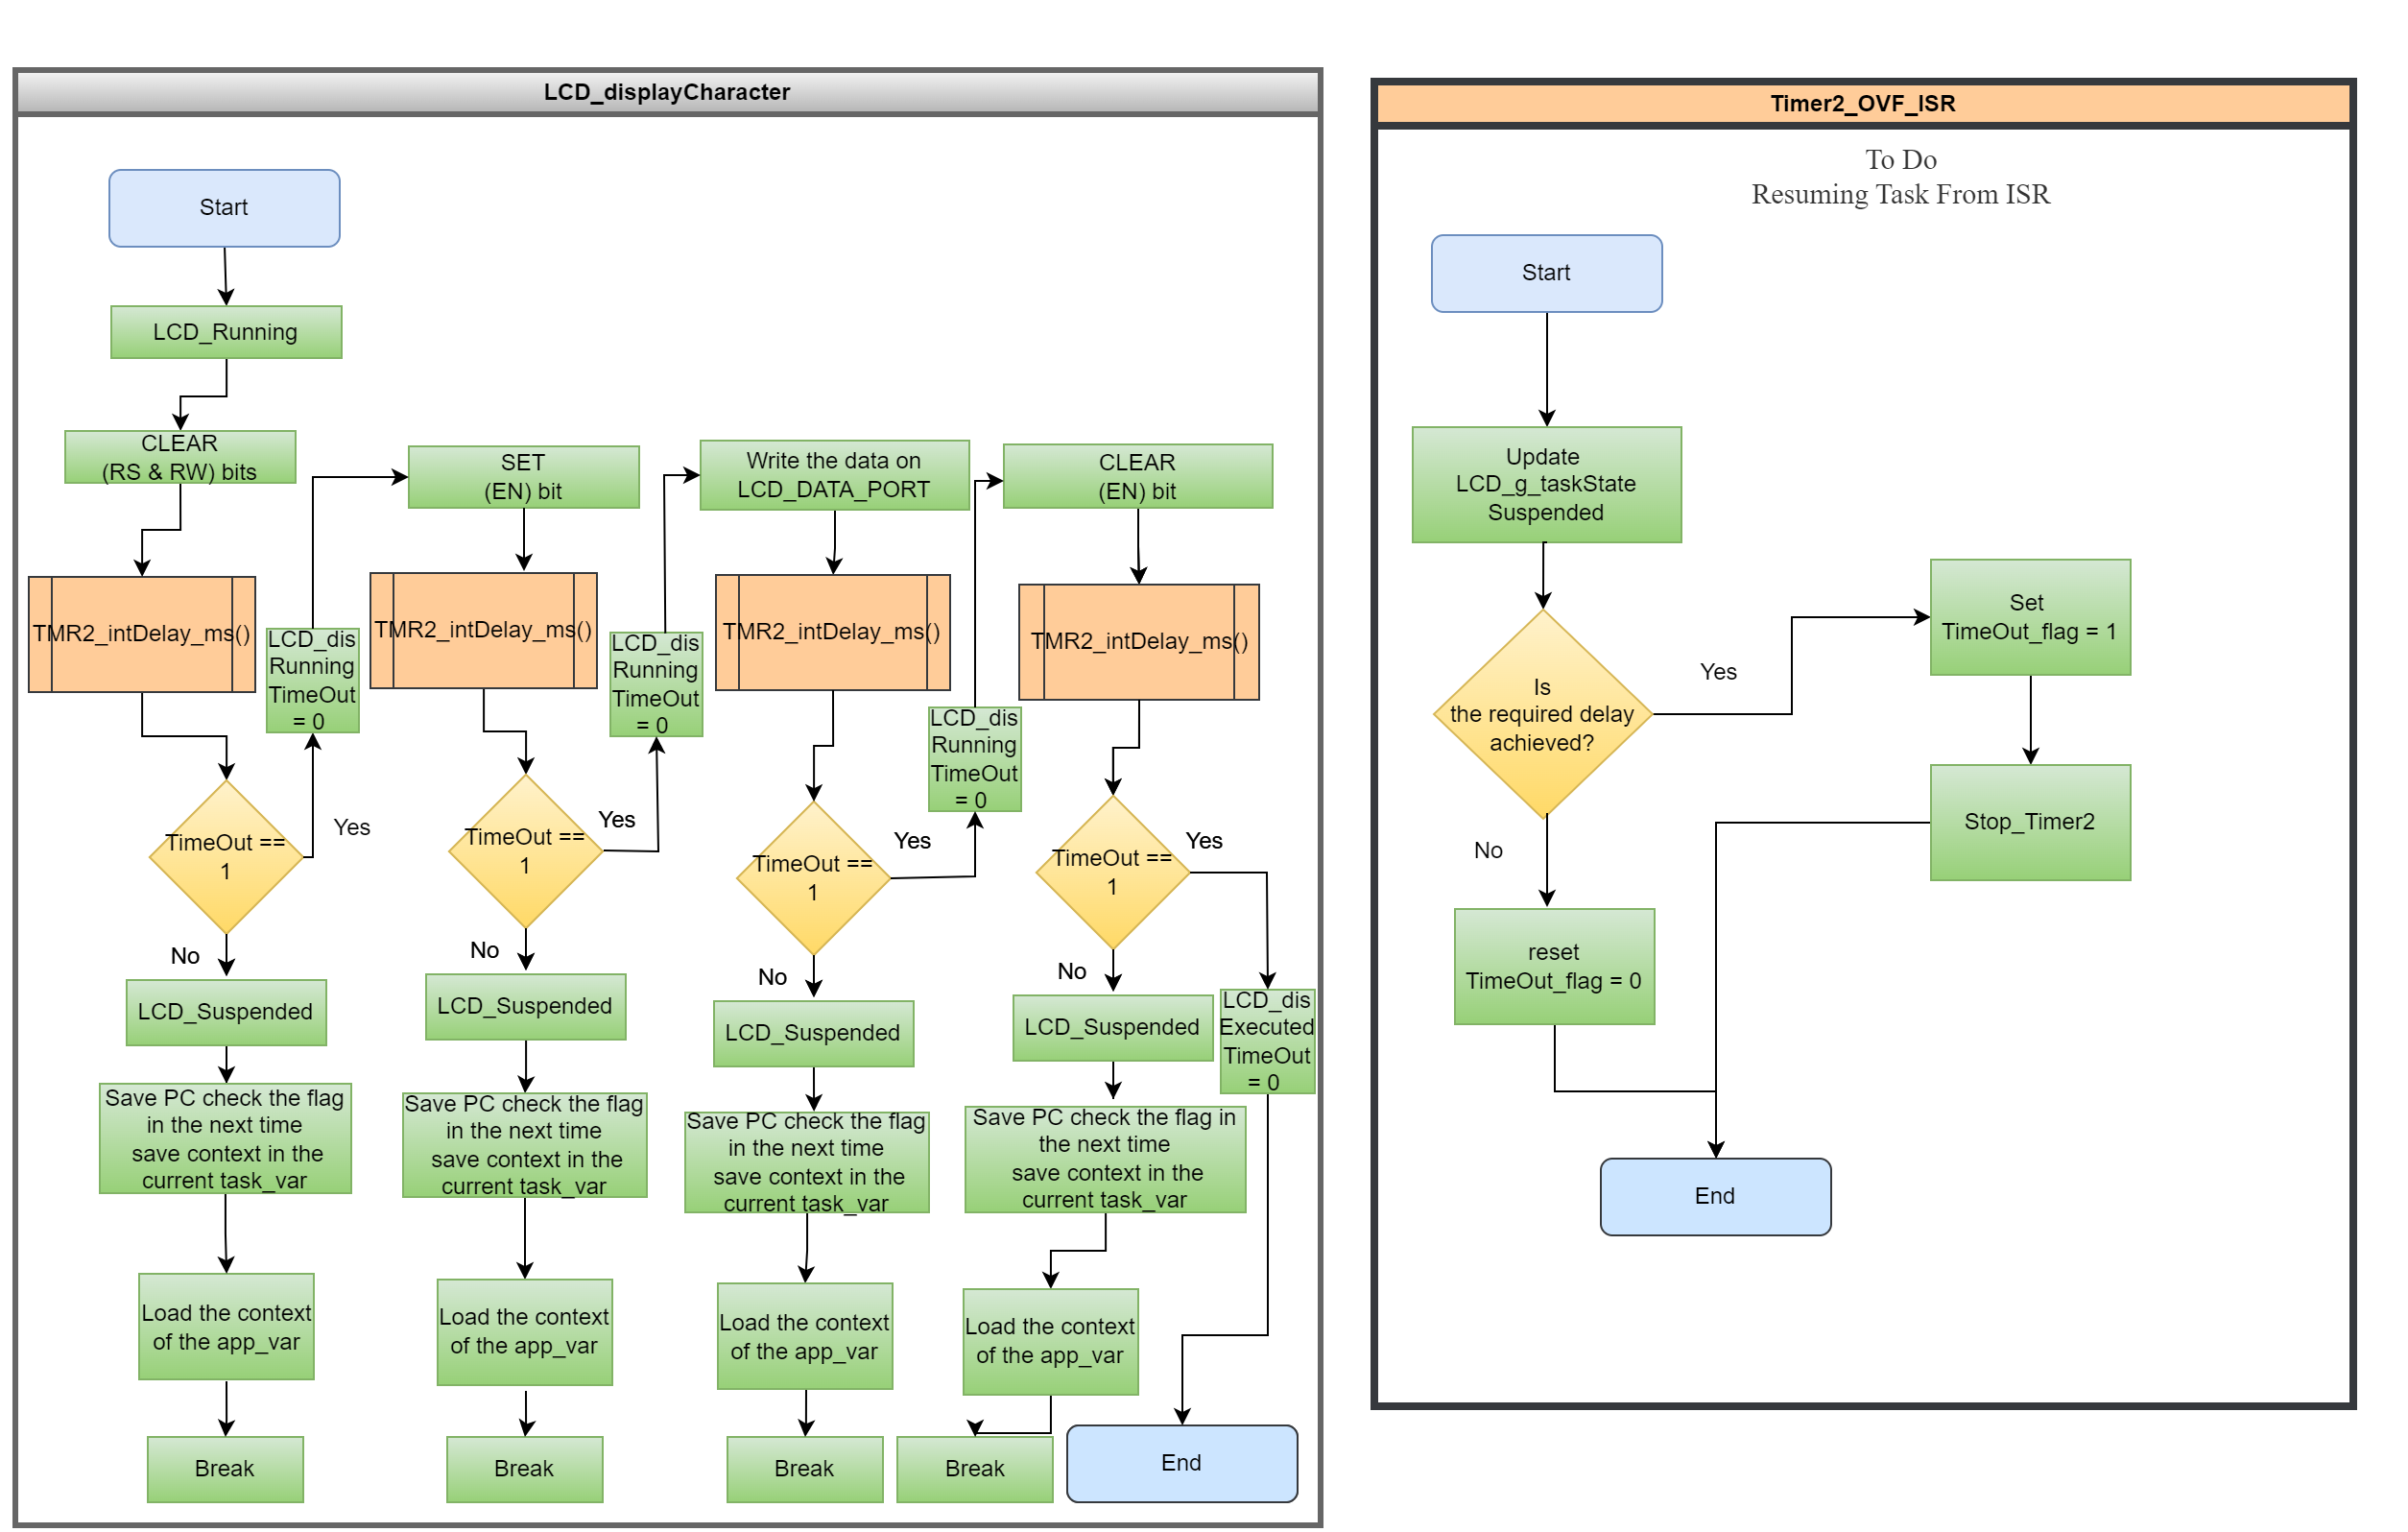 LCD_displayCharacter
Start
LCD_Running
CLEAR
(RS & RW) bits
TMR2_intDelay_ms()
TimeOut ==
1
Yes
LCD_dis
Running
TimeOut
= 0
No
LCD_Suspended
Save PC check the flag
in the next time
save context in the
current task_var
Load the context
of the app_var
Break
SET
(EN) bit
TMR2_intDelay_ms()
TimeOut ==
1
Yes
LCD_dis
Running
TimeOut
= 0
No
LCD_Suspended
Save PC check the flag
in the next time
save context in the
current task_var
Load the context
of the app_var
Break
Write the data on
LCD_DATA_PORT
TMR2_intDelay_ms()
TimeOut ==
1
Yes
LCD_dis
Running
TimeOut
= 0
No
LCD_Suspended
Save PC check the flag
in the next time
save context in the
current task_var
Load the context
of the app_var
Break
CLEAR
(EN) bit
TMR2_intDelay_ms()
TimeOut ==
1
Yes
LCD_dis
Executed
TimeOut
= 0
No
LCD_Suspended
Save PC check the flag in
the next time
save context in the
current task_var
Load the context
of the app_var
Break
End
Timer2_OVF_ISR
To Do
Resuming Task From ISR
Start
Update
LCD_g_taskState
Suspended
Is
the required delay
achieved?
Yes
Set
TimeOut_flag = 1
Stop_Timer2
No
reset
TimeOut_flag = 0
End